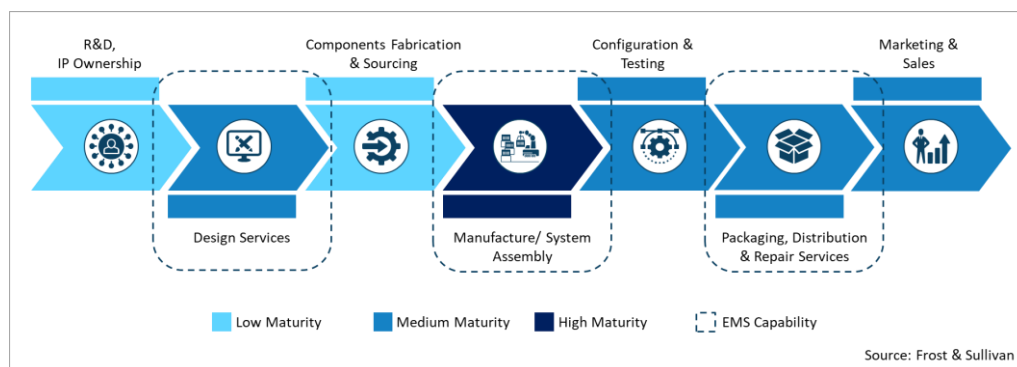 R&D,
IP Ownership
Components Fabrication
& Sourcing
Configuration &
Testing
Marketing &
Sales
Design Services
Manufacture/ System
Assembly
Packaging, Distribution
& Repair Services
Low Maturity
Medium Maturity
High Maturity
EMS Capability
Source: Frost & Sullivan